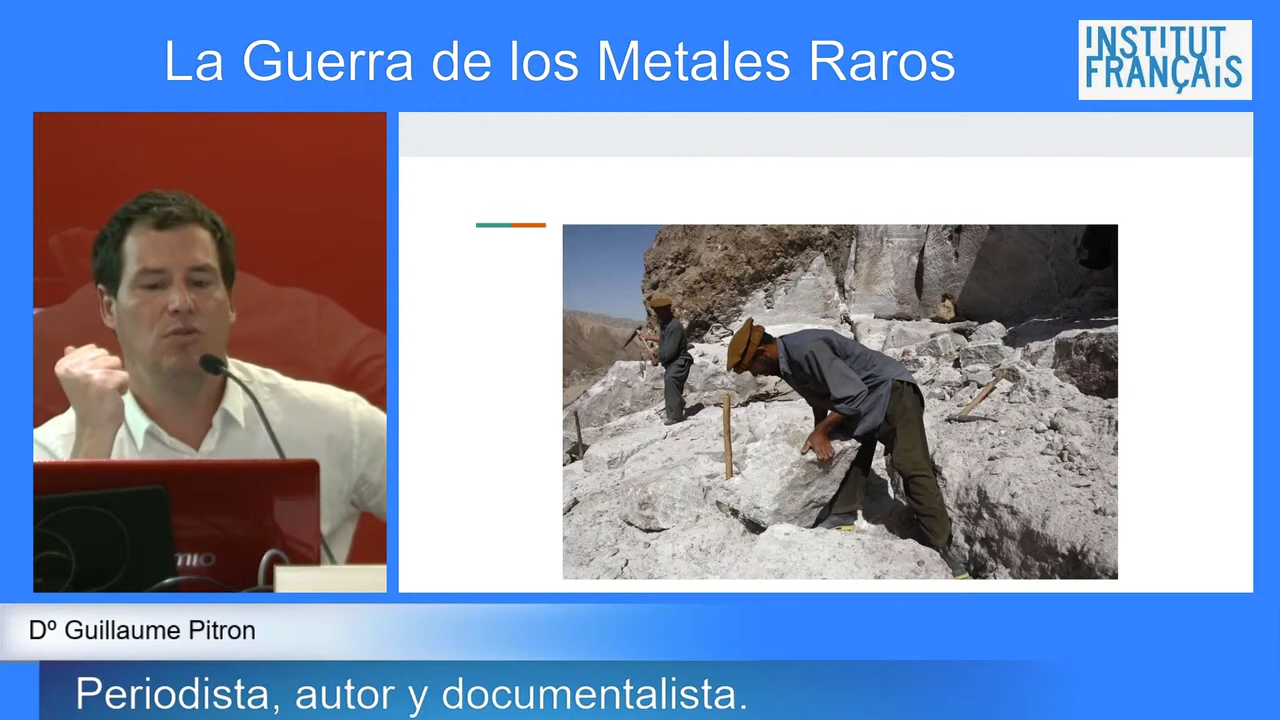 La Guerra de los Metales Raros
INSTITUT
FRANÇAIS
Dº Guillaume Pitron
Periodista, autor y documentalista.